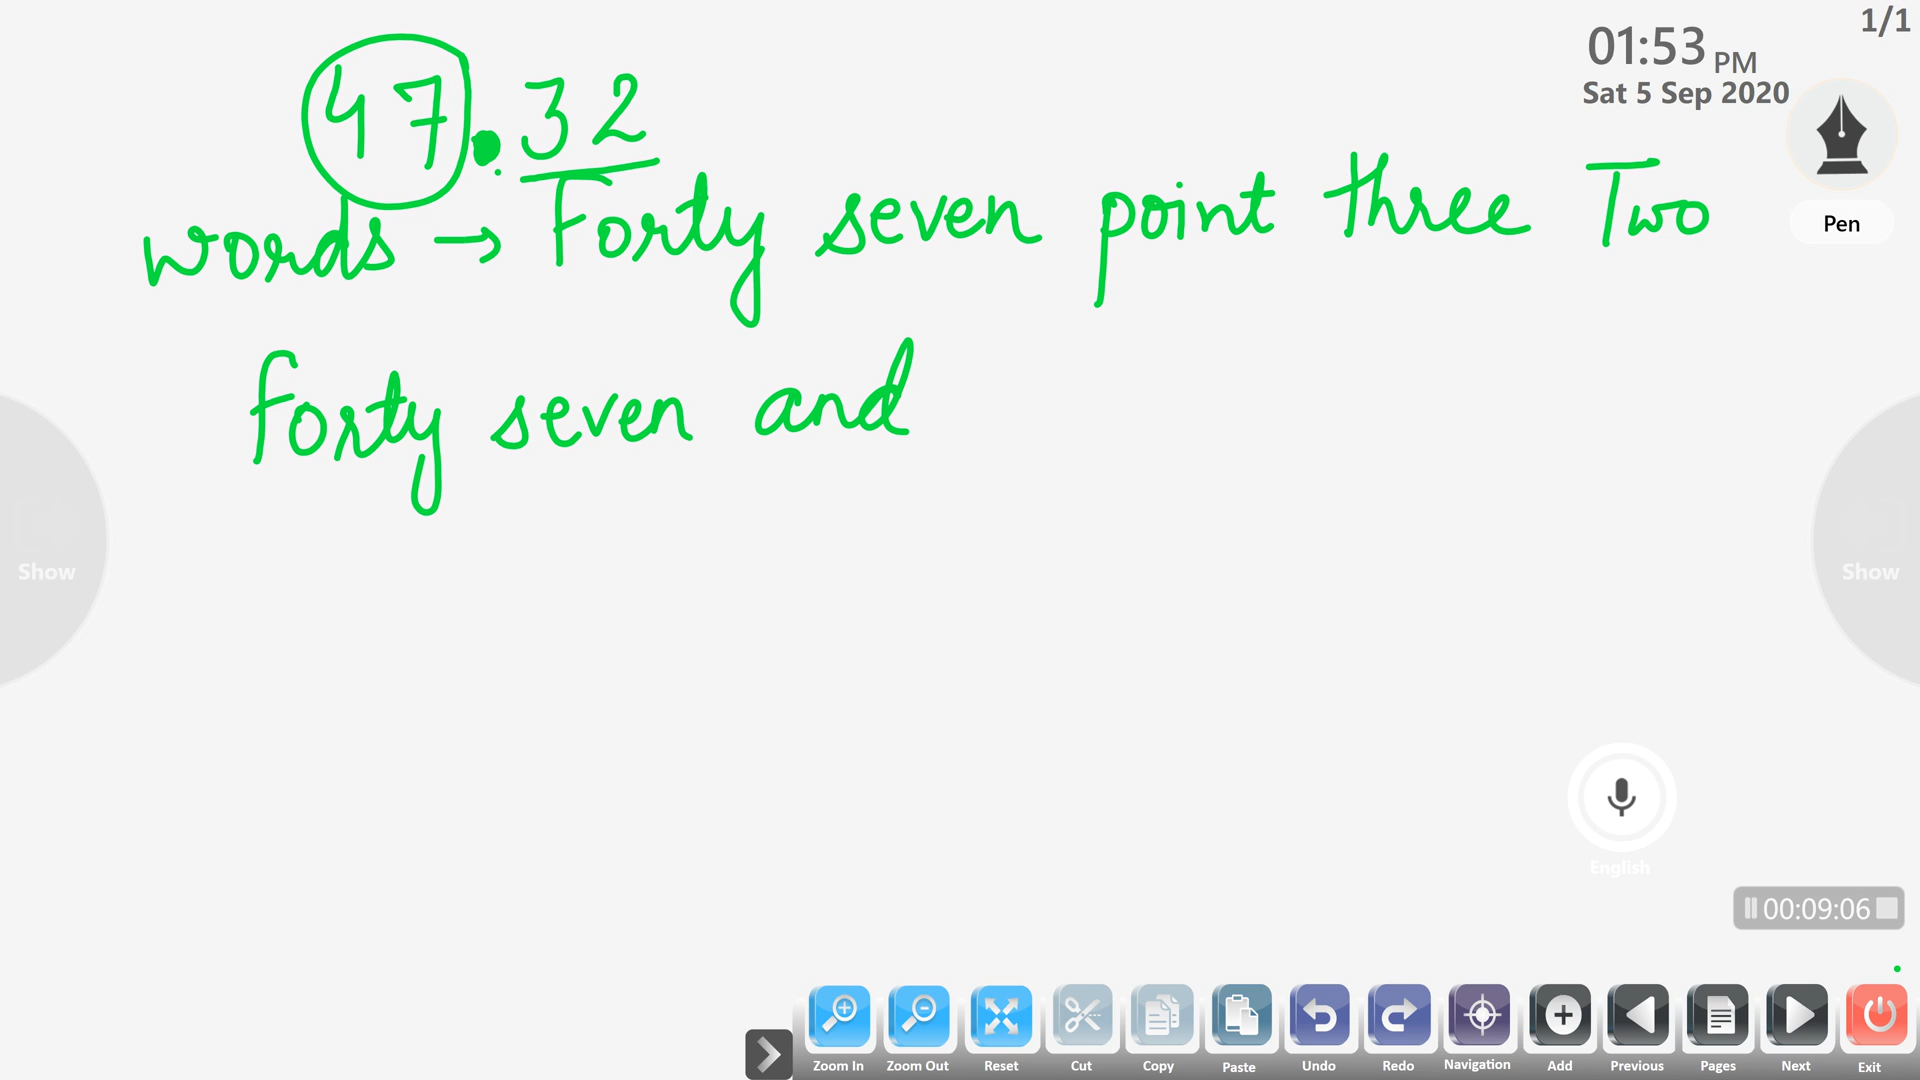 1/1
01:53 PM
Sat 5 Sep 2020
47.32
Pen
words → Forty seven point three Two
forty seven and
Show
Show
English
00:09:06
Zoom In Zoom Out Reset Cut Copy Paste Undo Redo Navigation Add Previous Pages Next Exit